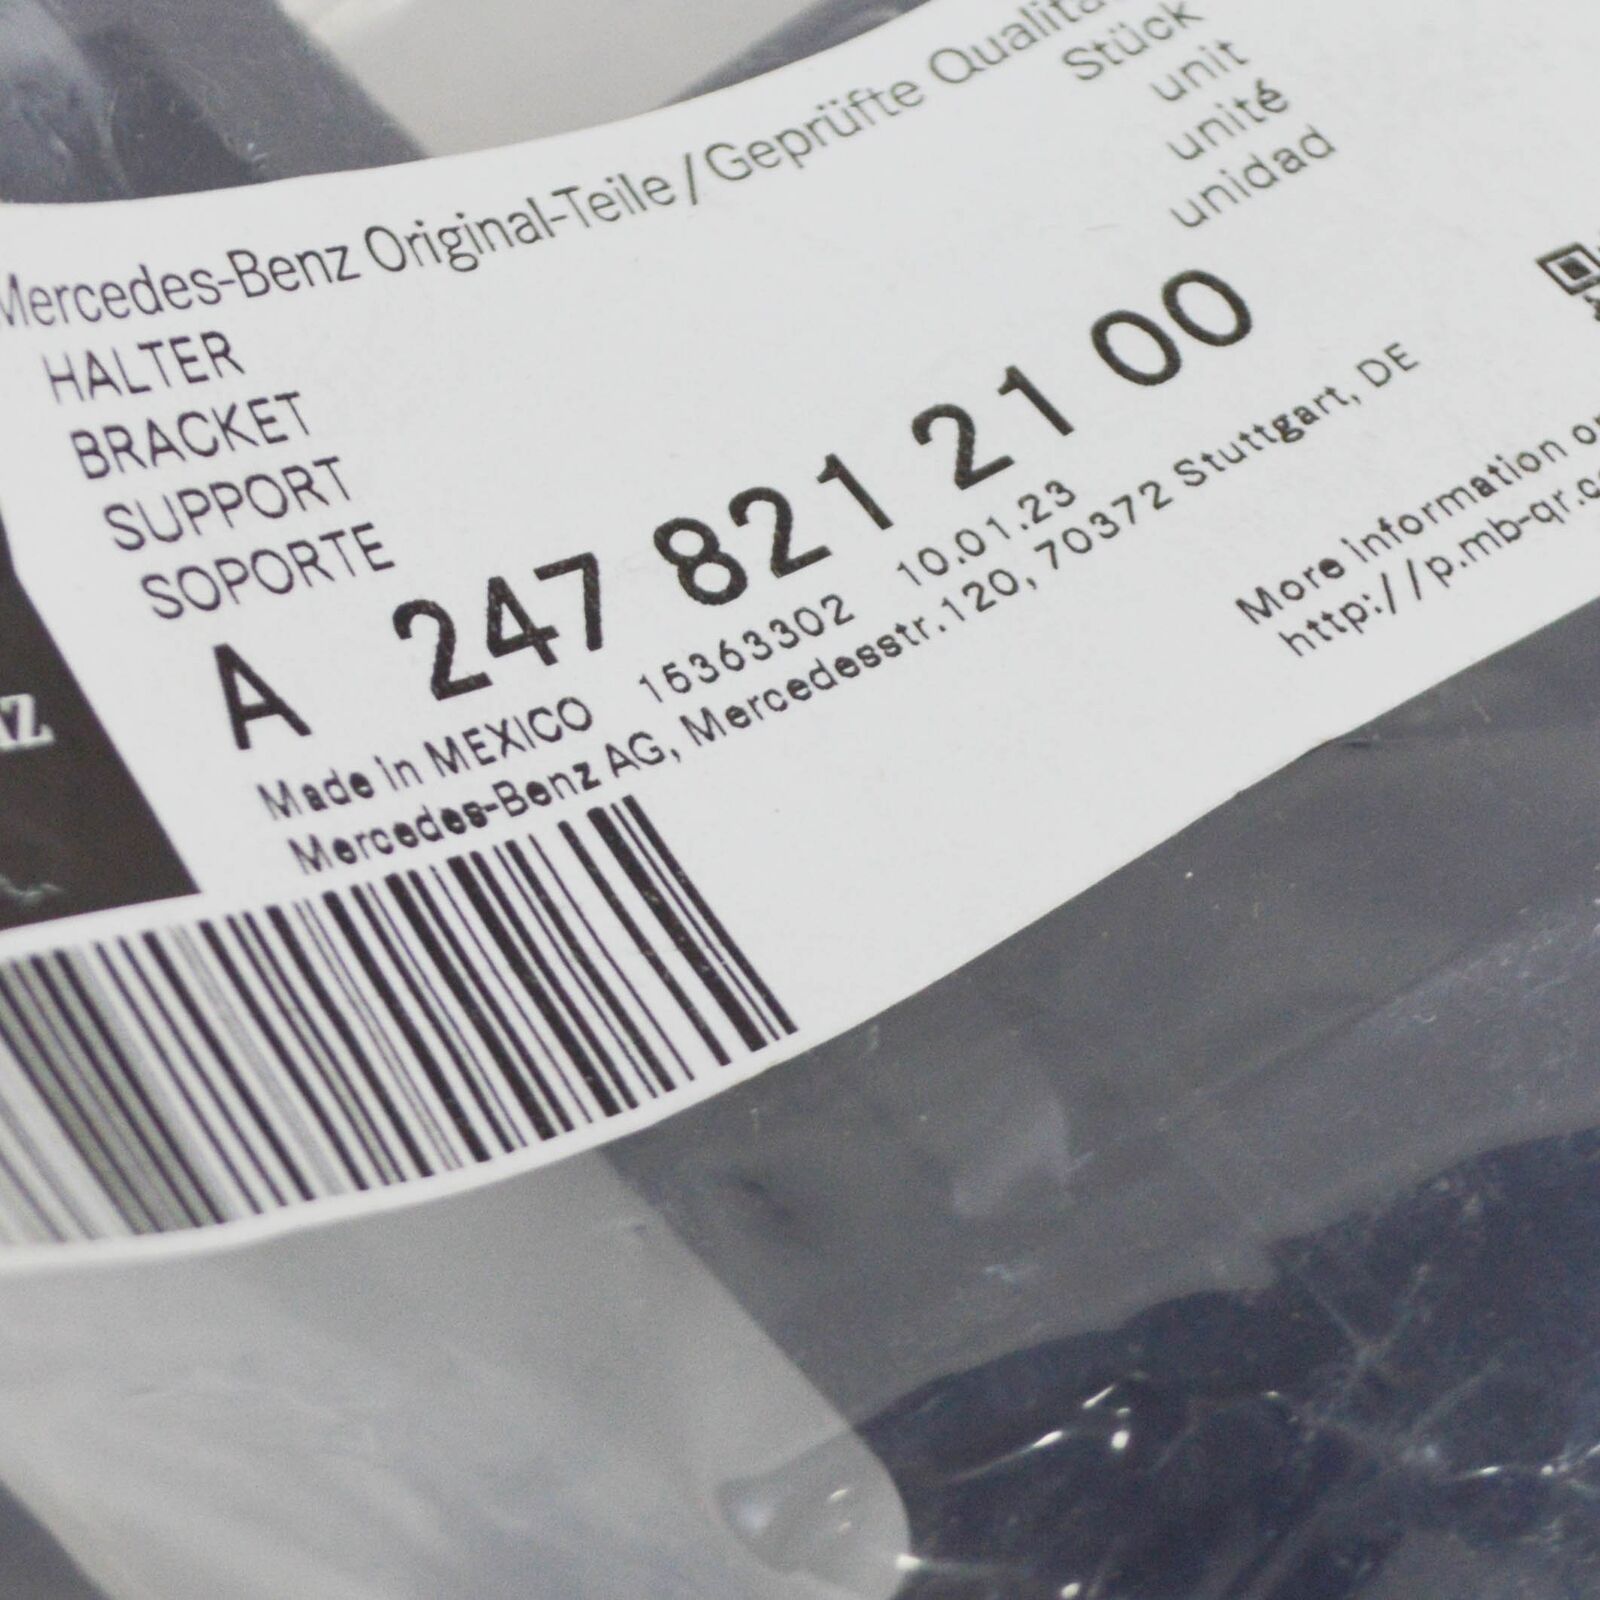 Mercedes-Benz Original-Teile / Geprüfte
Stück
unit
unité
unidad
HALTER
BRACKET
SUPPORT
SOPORTE
A 247 821 21 00
Made in MEXICO 15363302 10.01.23
Mercedes-Benz AG, Mercedesstr.120, 70372 Stuttgart, DE
More information
http://p.mb-qr.